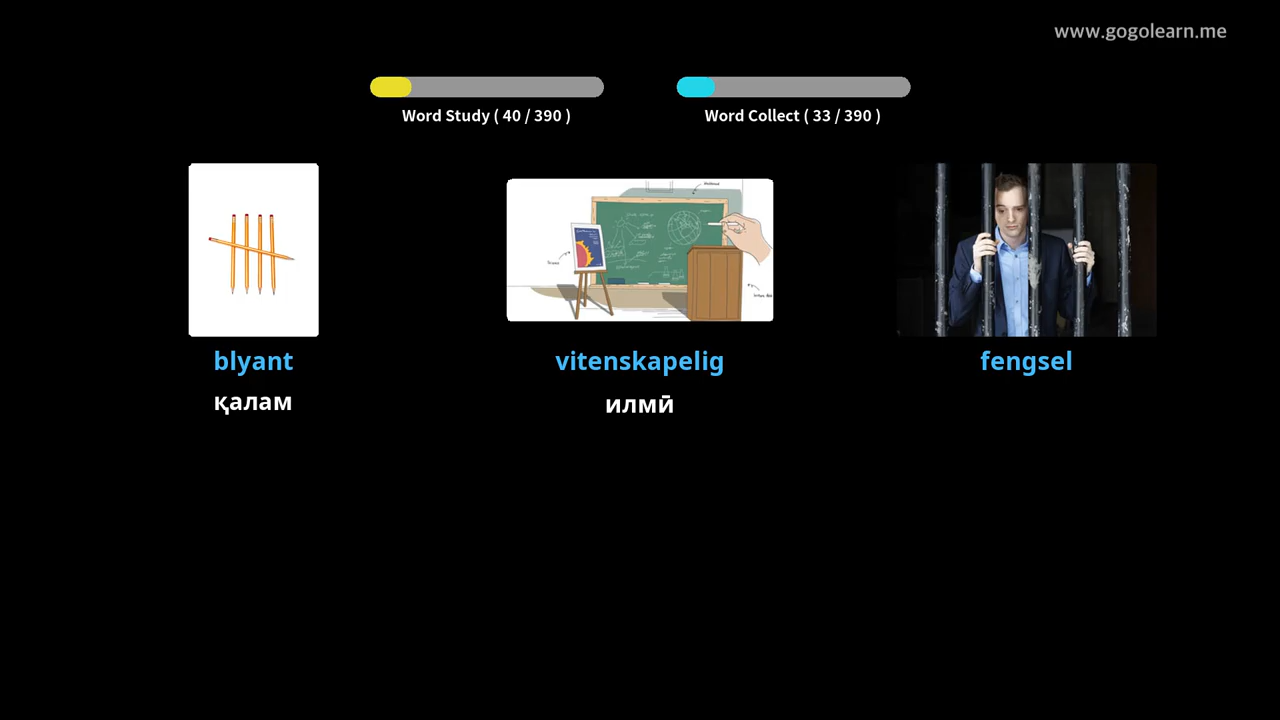 www.gogolearn.me
Word Study ( 40 / 390 )
Word Collect ( 33 / 390 )
blyant
vitenskapelig
fengsel
қалам
илмӣ